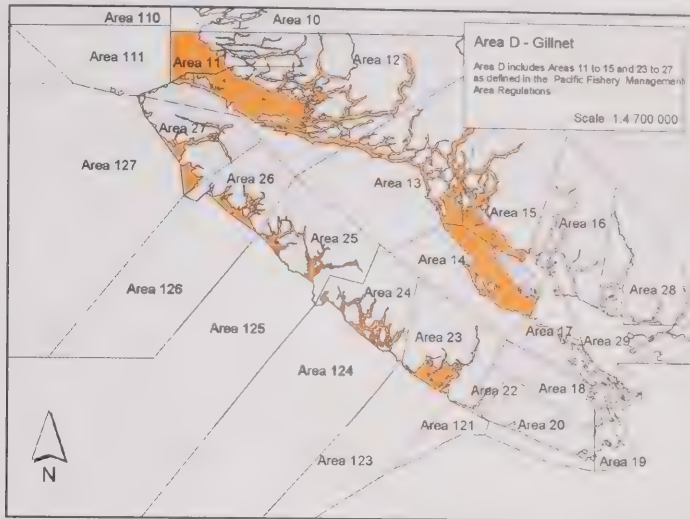 Area 110
Area 10
Area 111
Area 11
Area 12
Area D - Gillnet
Area D includes Areas 11 to 15 and 23 to 27
as defined in the Pacific Fishery Management
Area Regulations
Scale 1:4 700 000
Area 27
Area 127
Area 26
Area 13
Area 15
Area 16
Area 25
Area 14
Area 126
Area 24
Area 28
Area 125
Area 23
Area 17
Area 29
Area 124
Area 22
Area 18
Area 121
Area 20
Area 123
Area 19
N